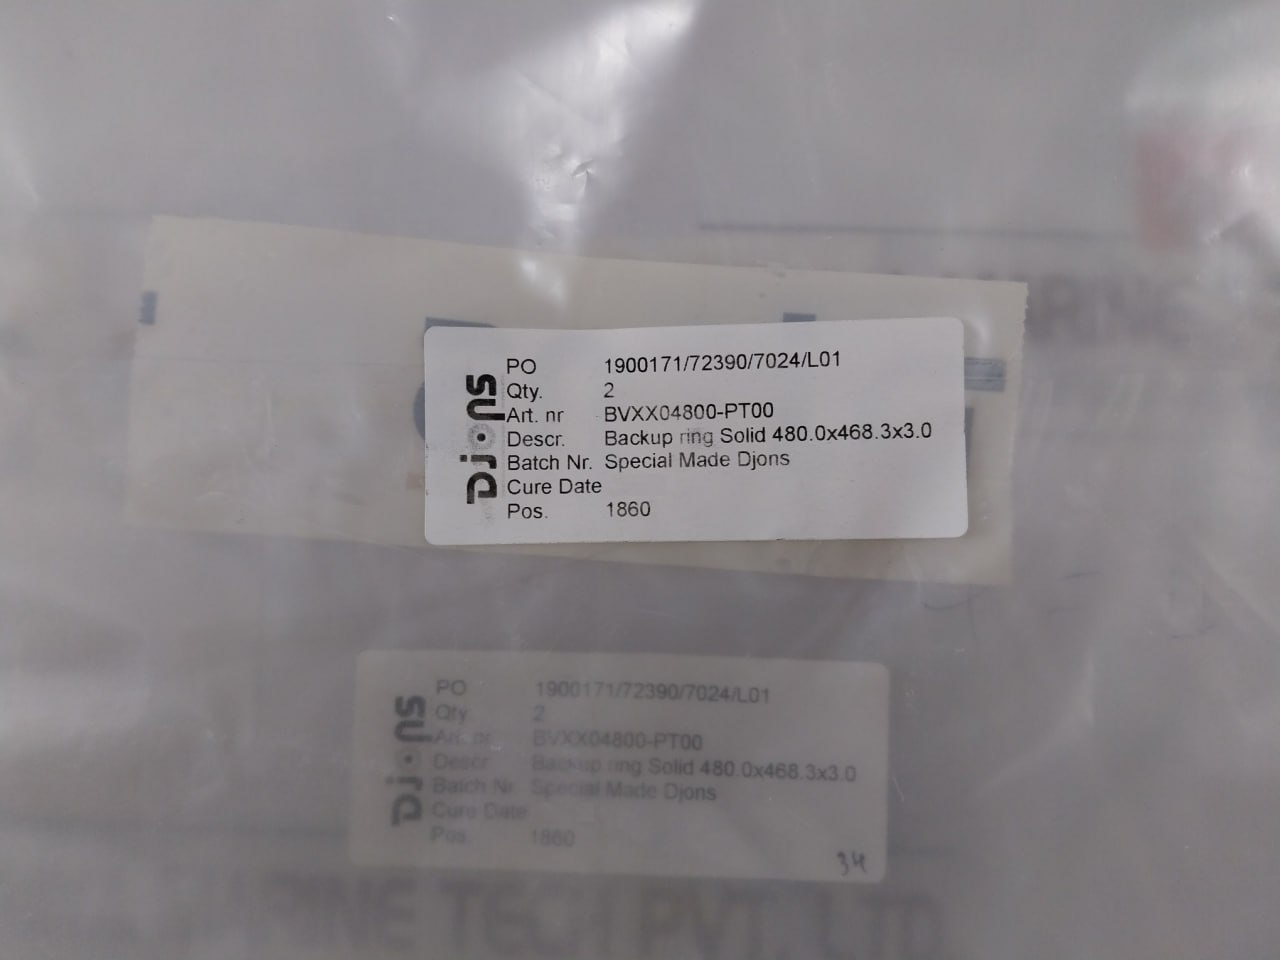 Djons
PO 1900171/72390/7024/L01
Qty. 2
Art. nr BVXX04800-PT00
Descr. Backup ring Solid 480.0x468.3x3.0
Batch Nr. Special Made Djons
Cure Date
Pos. 1860
Djons
PO 1900171/72390/7024/L01
Qty 2
Art. nr BVXX04800-PT00
Descr Backup ring Solid 480.0x468.3x3.0
Batch Nr. Special Made Djons
Cure Date
Pos 1860
34
TECH PVT. LTD